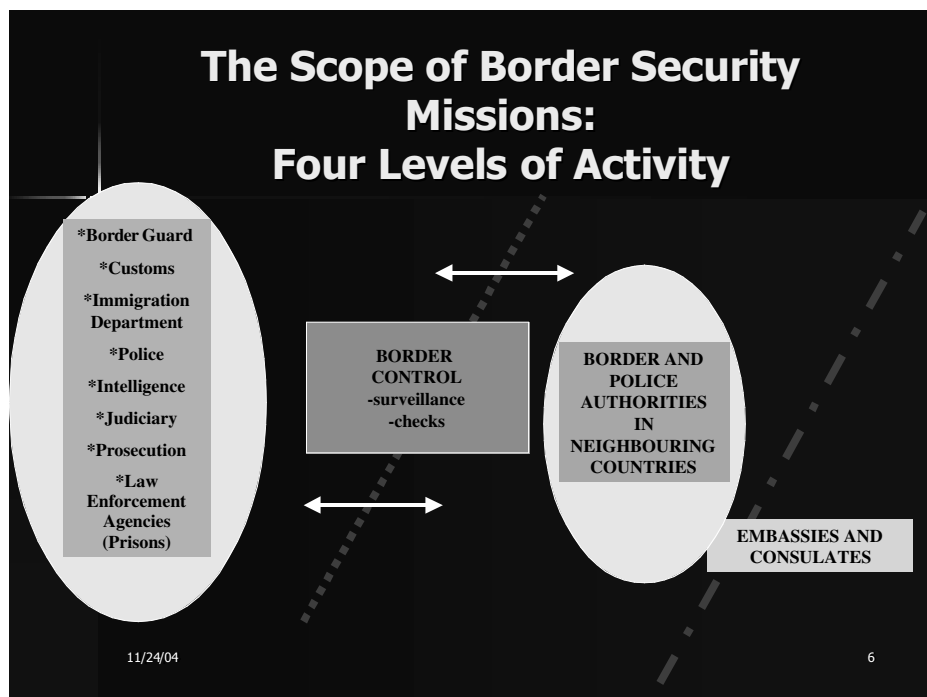 The Scope of Border Security
Missions:
Four Levels of Activity
*Border Guard
*Customs
*Immigration
Department
*Police
*Intelligence
*Judiciary
*Prosecution
*Law
Enforcement
Agencies
(Prisons)
BORDER
CONTROL
-surveillance
-checks
BORDER AND
POLICE
AUTHORITIES
IN
NEIGHBOURING
COUNTRIES
EMBASSIES AND
CONSULATES
11/24/04
6